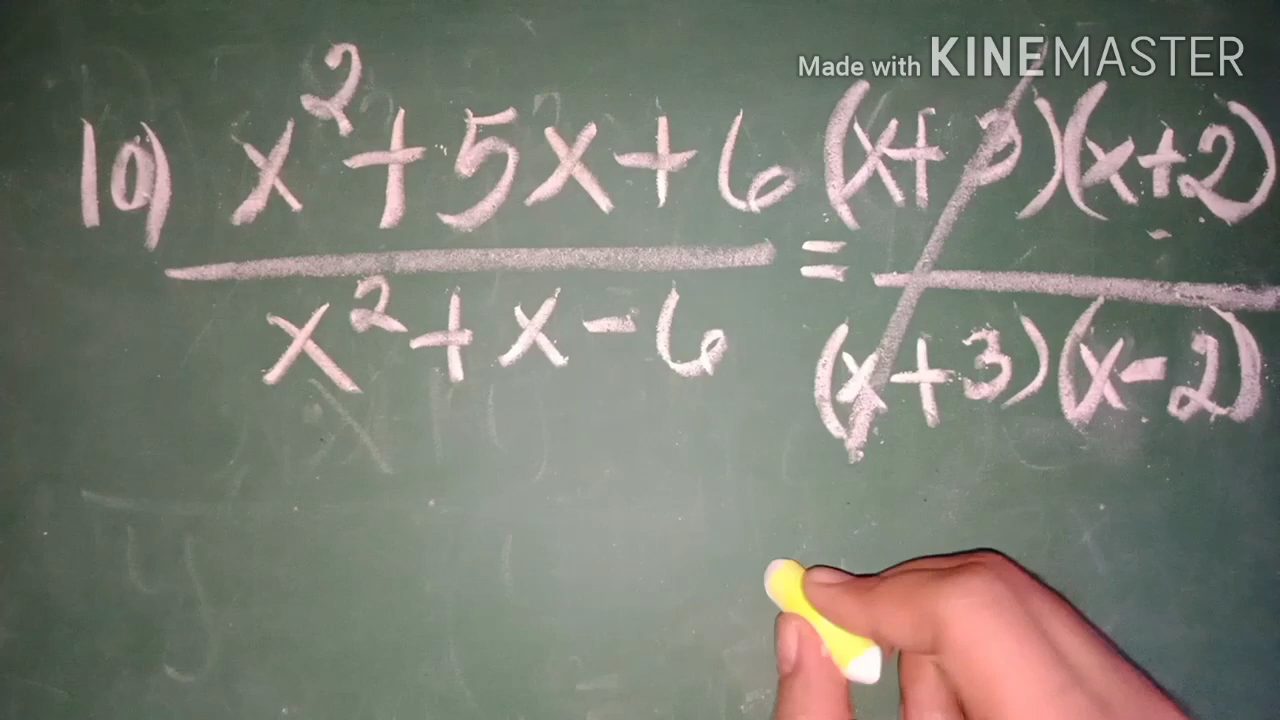 Made with KINEMASTER
10) x²+5x+6 = (x+3)(x+2)
x²+x-6 (x+3)(x-2)